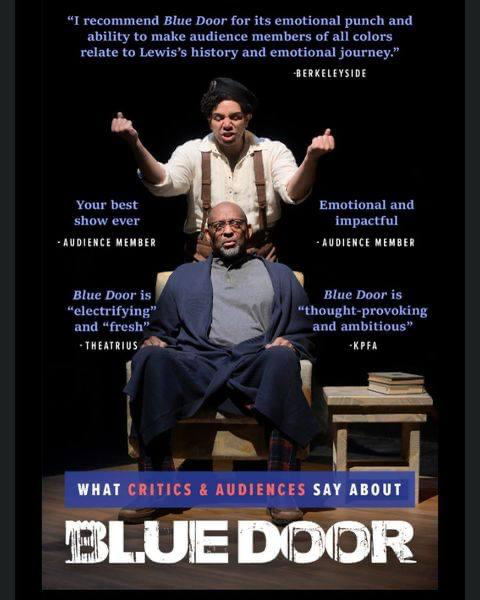 “I recommend Blue Door for its emotional punch and
ability to make audience members of all colors
relate to Lewis’s history and emotional journey.”
-BERKELEYSIDE
Your best
show ever
-AUDIENCE MEMBER
Emotional and
impactful
-AUDIENCE MEMBER
Blue Door is
“electrifying”
and “fresh”
-THEATRIUS
Blue Door is
“thought-provoking
and ambitious”
-KPFA
WHAT CRITICS & AUDIENCES SAY ABOUT
BLUE DOOR